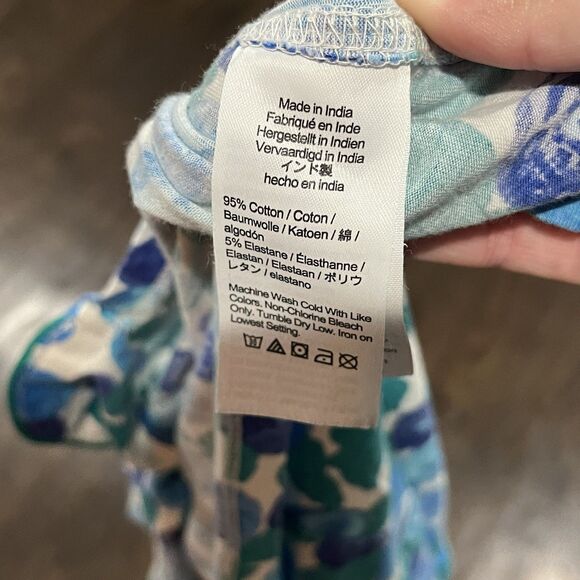 Made in India
Fabriqué en Inde
Hergestellt in Indien
Vervaardigd in India
インド製
hecho en india
95% Cotton / Coton /
Baumwolle / Katoen / 綿 /
algodón
5% Elastane / Élasthanne /
Elastan / Elastaan / ポリウ
レタン / elastano
Machine Wash Cold With Like
Colors. Non-Chlorine Bleach
Only. Tumble Dry Low. Iron on
Lowest Setting.